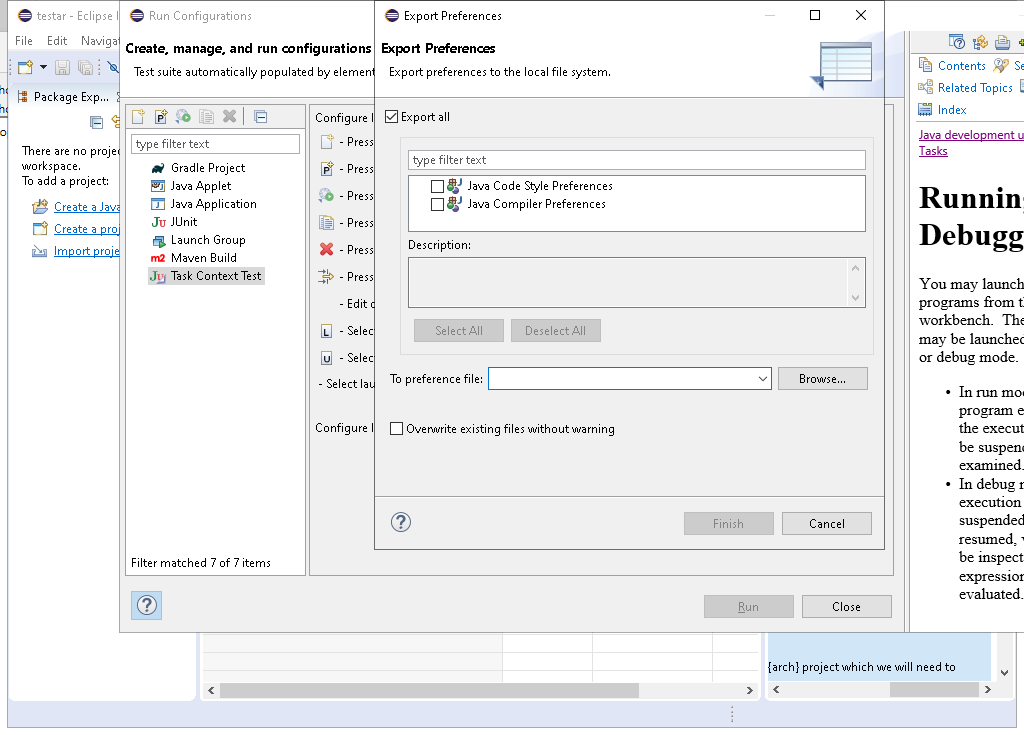 testar - Eclipse I
File Edit Naviga
Package Exp...
There are no proje
workspace.
To add a project:
Create a Java
Create a proj
Import proje
Run Configurations
Create, manage, and run configurations
Test suite automatically populated by element
type filter text
Gradle Project
Java Applet
Java Application
JUnit
Launch Group
Maven Build
Task Context Test
Filter matched 7 of 7 items
Configure l
- Press
- Press
- Press
- Press
- Press
- Press
- Edit c
- Selec
- Selec
- Select lau
Configure l
Run
Close
Export Preferences
Export Preferences
Export preferences to the local file system.
Export all
type filter text
Java Code Style Preferences
Java Compiler Preferences
Description:
Select All
Deselect All
To preference file:
Browse...
Overwrite existing files without warning
Finish
Cancel
Contents
Se
Related Topics
Index
Java development u
Tasks
Running
Debugg
You may launch
programs from t
workbench. The
may be launched
or debug mode.
• In run mod
program e
the execut
be suspend
examined.
• In debug m
execution
suspended
resumed, v
be inspect
expression
evaluated.
{arch} project which we will need to